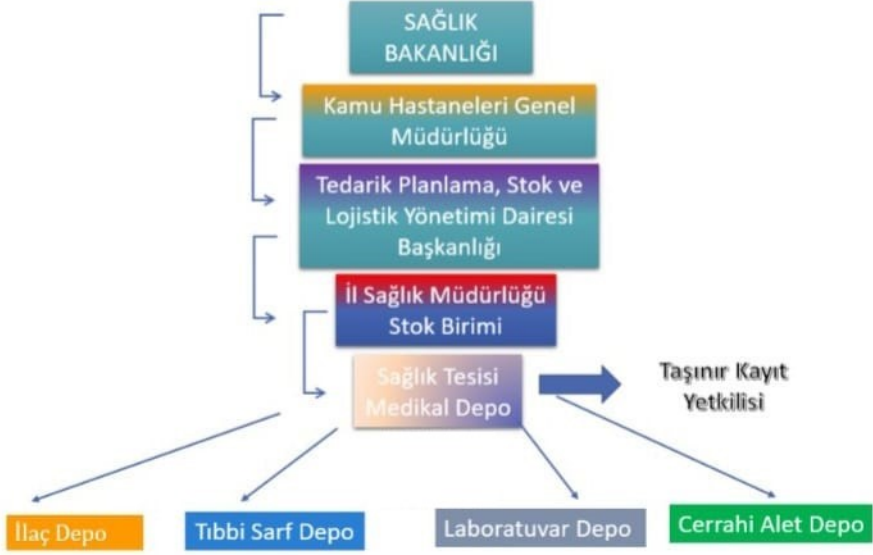 SAĞLIK
BAKANLIĞI
Kamu Hastaneleri Genel
Müdürlüğü
Tedarik Planlama, Stok ve
Lojistik Yönetimi Dairesi
Başkanlığı
İl Sağlık Müdürlüğü
Stok Birimi
Sağlık Tesisi
Medikal Depo
Taşınır Kayıt
Yetkilisi
İlaç Depo
Tıbbi Sarf Depo
Laboratuvar Depo
Cerrahi Alet Depo